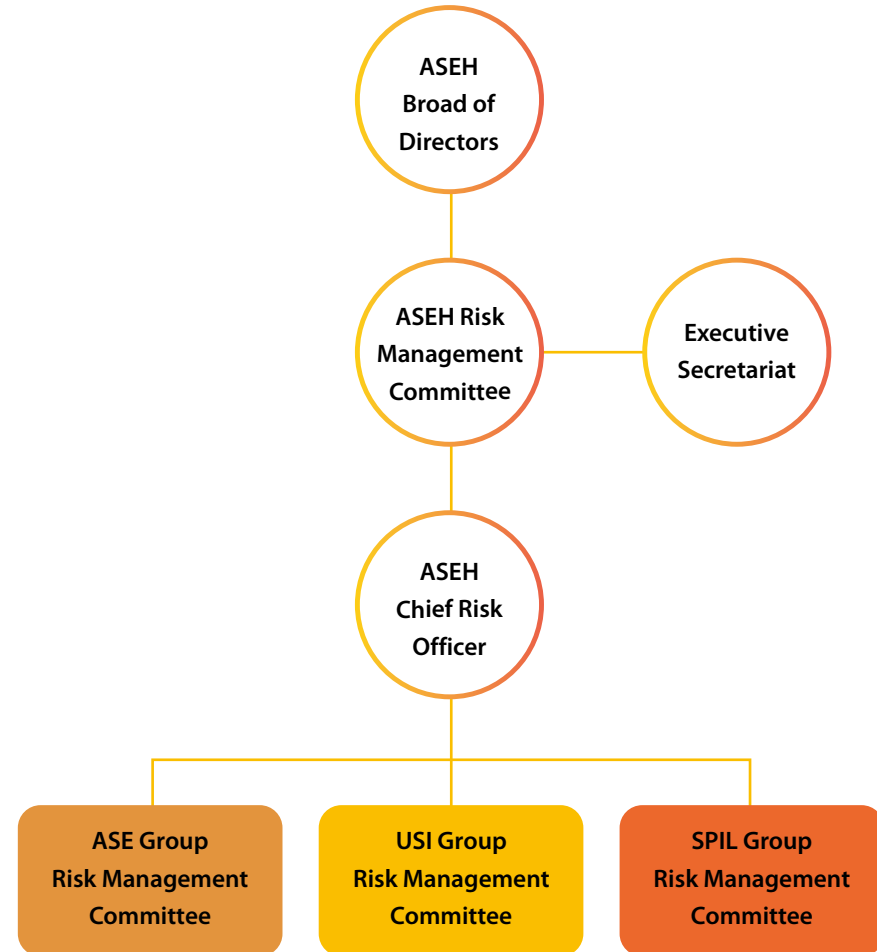 ASEH
Broad of
Directors
ASEH Risk
Management
Committee
Executive
Secretariat
ASEH
Chief Risk
Officer
ASE Group
Risk Management
Committee
USI Group
Risk Management
Committee
SPIL Group
Risk Management
Committee